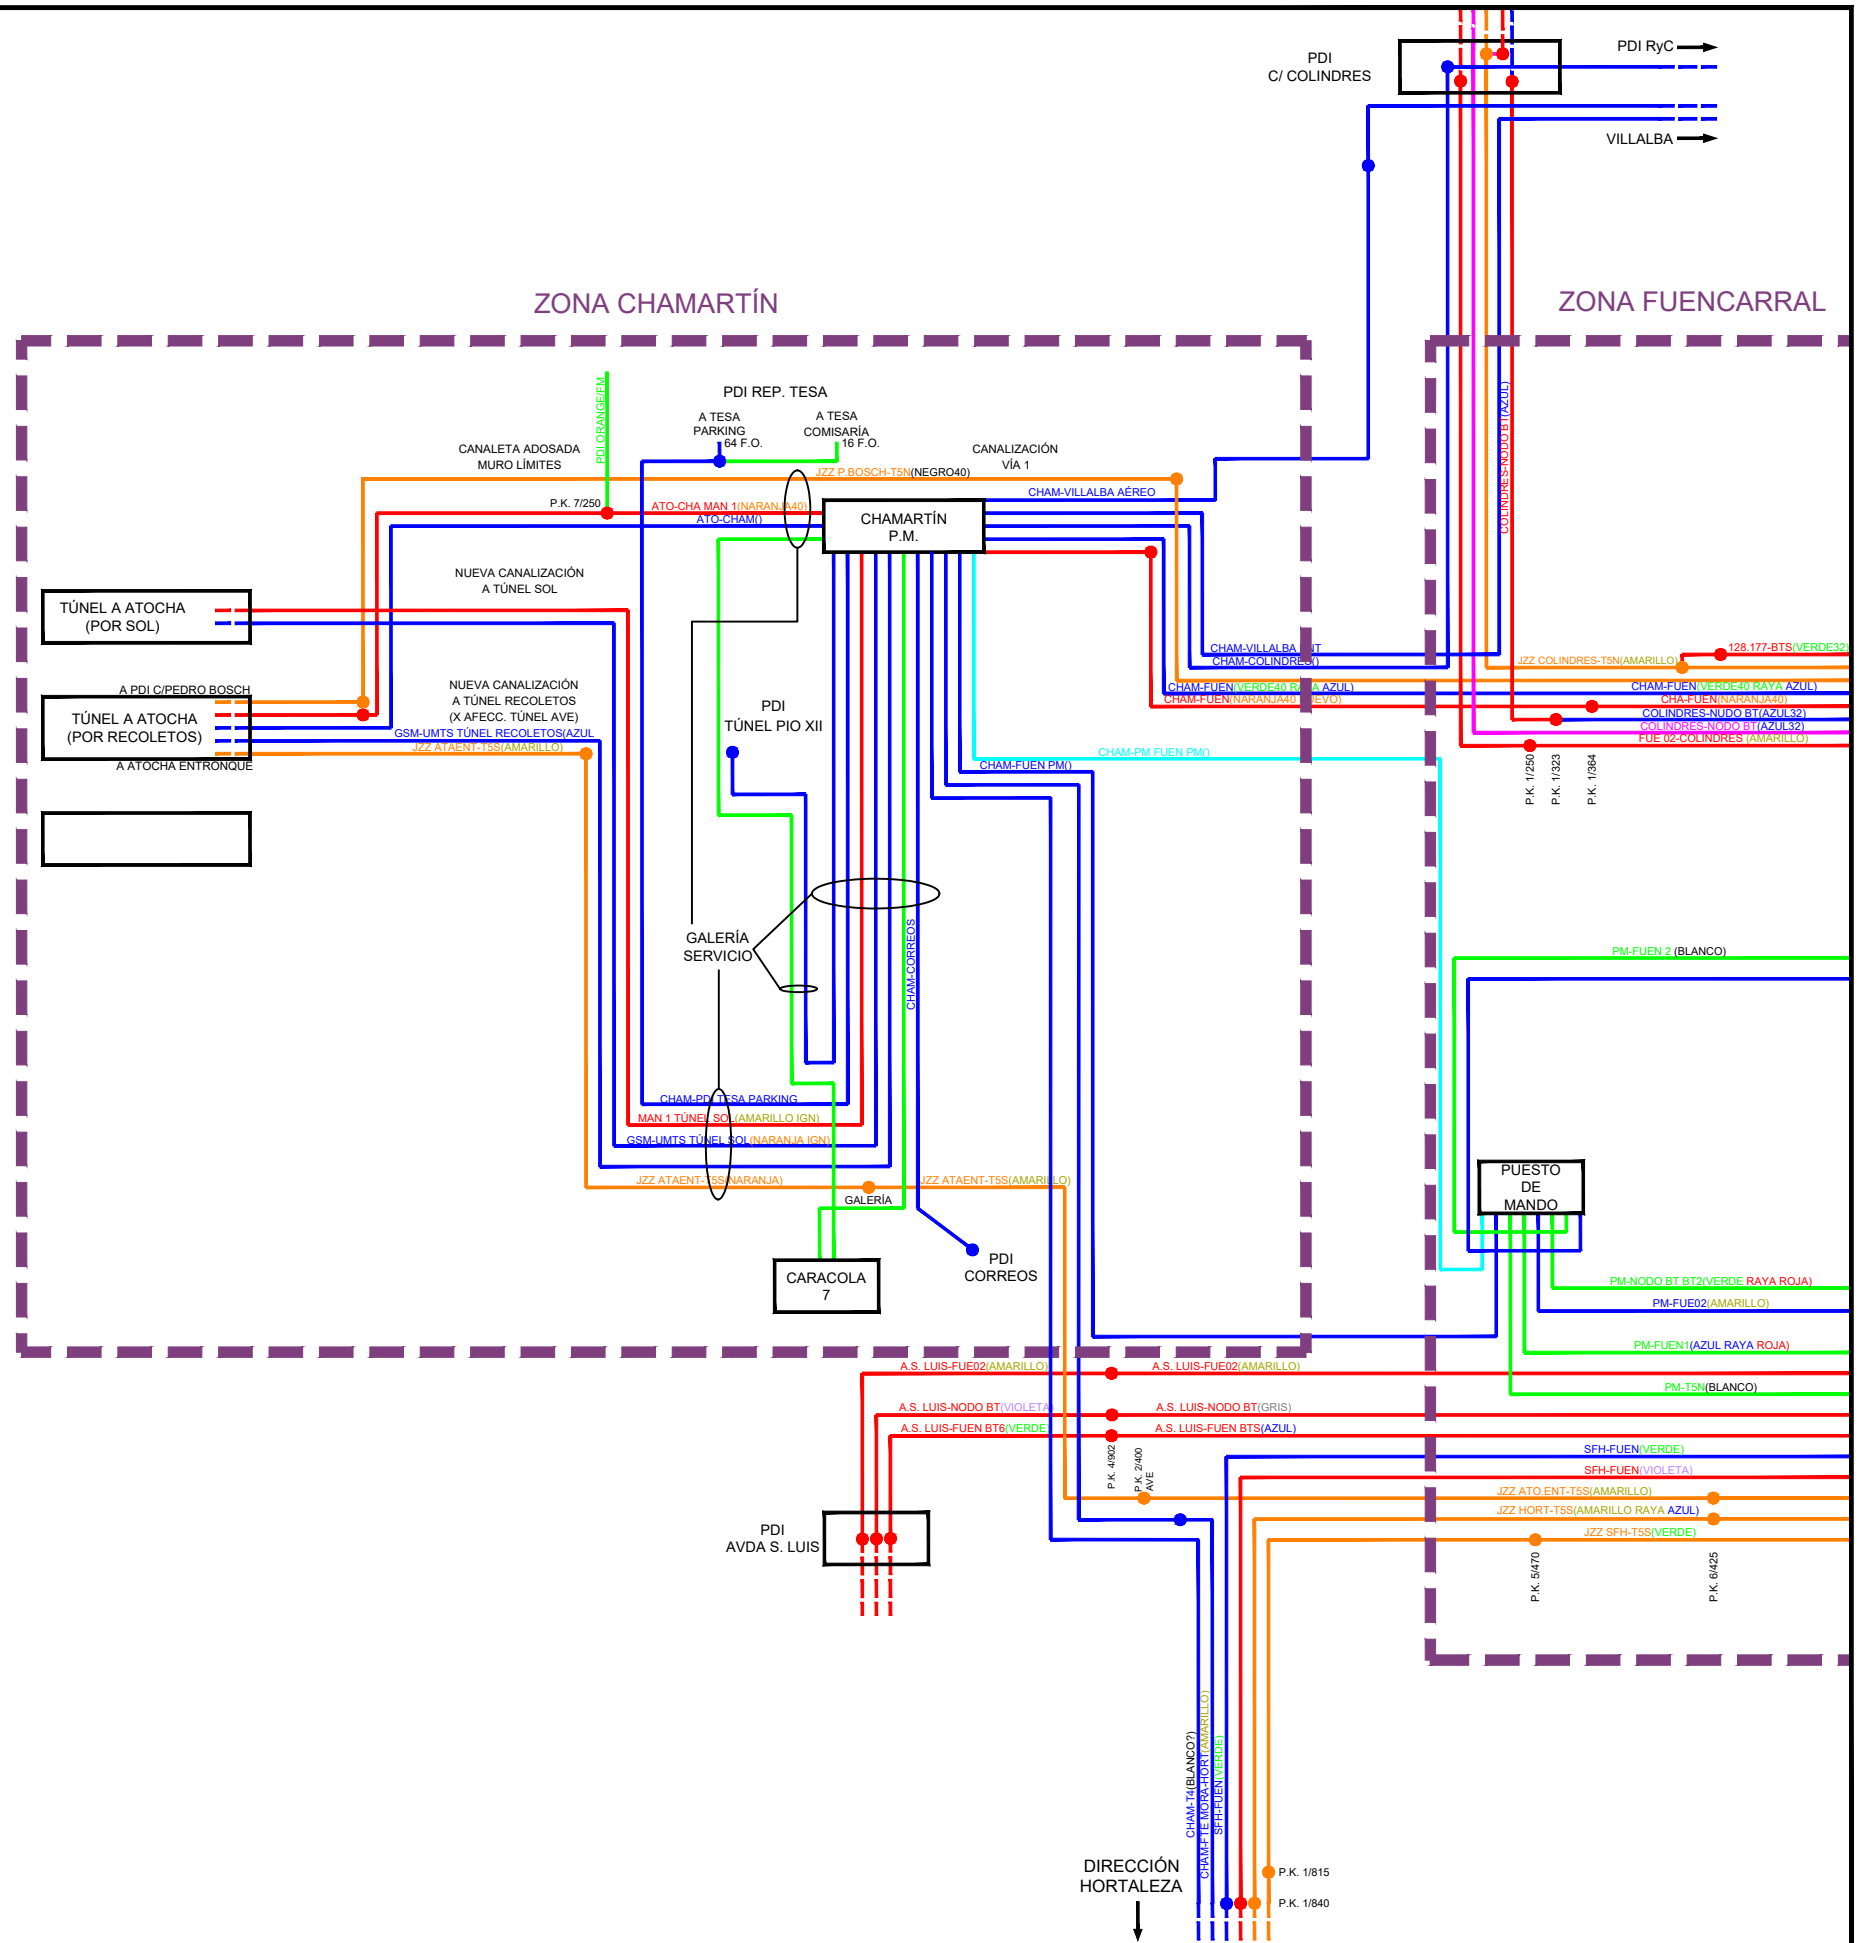 PDI
C/ COLINDRES
PDI RyC
VILLALBA
ZONA CHAMARTÍN
ZONA FUENCARRAL
PDI ORANGE/FM
PDI REP. TESA
A TESA
PARKING
64 F.O.
A TESA
COMISARÍA
16 F.O.
CANALETA ADOSADA
MURO LÍMITES
CANALIZACIÓN
VÍA 1
JZZ P.BOSCH-T5N(NEGRO40)
P.K. 7/250
ATO-CHA MAN 1(NARANJA40)
ATO-CHAM()
CHAM-VILLALBA AÉREO
CHAMARTÍN
P.M.
COLINDRES-NODO BT(AZUL)
NUEVA CANALIZACIÓN
A TÚNEL SOL
TÚNEL A ATOCHA
(POR SOL)
A PDI C/PEDRO BOSCH
TÚNEL A ATOCHA
(POR RECOLETOS)
A ATOCHA ENTRONQUE
NUEVA CANALIZACIÓN
A TÚNEL RECOLETOS
(X AFECC. TÚNEL AVE)
GSM-UMTS TÚNEL RECOLETOS(AZUL
JZZ ATAENT-T5S(AMARILLO)
PDI
TÚNEL PIO XII
CHAM-COLINDRES()
CHAM-FUEN(VERDE40 RAYA AZUL)
CHAM-PM FUEN PM()
CHAM-FUEN PM()
128.177-BTS(VERDE32)
JZZ COLINDRES-T5N(AMARILLO)
CHAM-FUEN(VERDE40 RAYA AZUL)
CHA-FUEN(NARANJA40)
COLINDRES-NUDO BT(AZUL32)
COLINDRES-NODO BT(AZUL32)
FUE 02-COLINDRES (AMARILLO)
P.K. 1/250
P.K. 1/323
P.K. 1/364
GALERÍA
SERVICIO
CHAM-CORREOS
PM-FUEN 2 (BLANCO)
CHAM-PDI TESA PARKING
MAN 1 TÚNEL SOL(AMARILLO IGN)
GSM-UMTS TÚNEL SOL(NARANJA IGN)
JZZ ATAENT-T5S(NARANJA)
JZZ ATAENT-T5S(AMARILLO)
GALERÍA
CARACOLA
7
PDI
CORREOS
PUESTO
DE
MANDO
PM-NODO BT BT2(VERDE RAYA ROJA)
PM-FUE02(AMARILLO)
PM-FUEN1(AZUL RAYA ROJA)
PM-T5N(BLANCO)
A.S. LUIS-FUE02(AMARILLO)
A.S. LUIS-FUE02(AMARILLO)
A.S. LUIS-NODO BT(VIOLETA)
A.S. LUIS-NODO BT(GRIS)
A.S. LUIS-FUEN BT6(VERDE)
A.S. LUIS-FUEN BTS(AZUL)
P.K. 4/902
P.K. 2/400
AVE
SFH-FUEN(VERDE)
SFH-FUEN(VIOLETA)
JZZ ATO.ENT-T5S(AMARILLO)
JZZ HORT-T5S(AMARILLO RAYA AZUL)
JZZ SFH-T5S(VERDE)
P.K. 5/470
P.K. 6/425
PDI
AVDA S. LUIS
CHAM-T4(BLANCO?)
CHAM-FTE MORA-HORT(AMARILLO)
SFH-FUEN(VERDE)
DIRECCIÓN
HORTALEZA
P.K. 1/815
P.K. 1/840